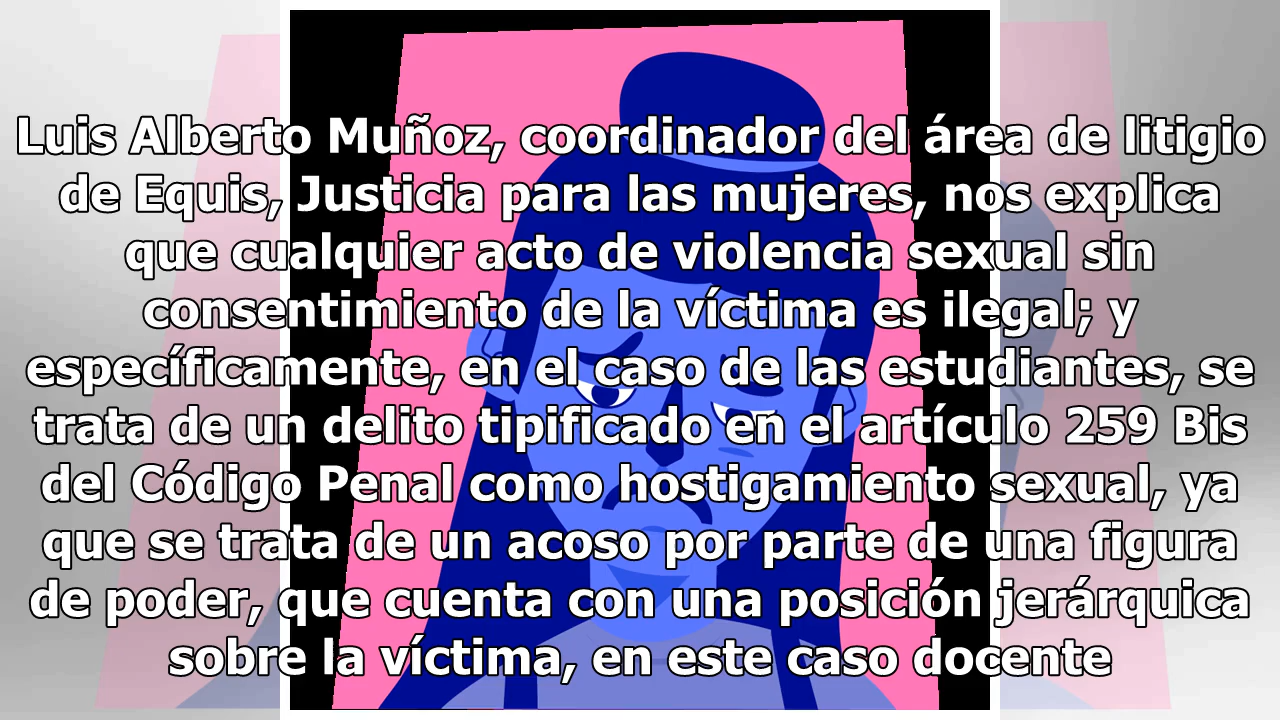 Luis Alberto Muñoz, coordinador del área de litigio
de Equis, Justicia para las mujeres, nos explica
que cualquier acto de violencia sexual sin
consentimiento de la víctima es ilegal; y
específicamente, en el caso de las estudiantes, se
trata de un delito tipificado en el artículo 259 Bis
del Código Penal como hostigamiento sexual, ya
que se trata de un acoso por parte de una figura
de poder, que cuenta con una posición jerárquica
sobre la víctima, en este caso docente